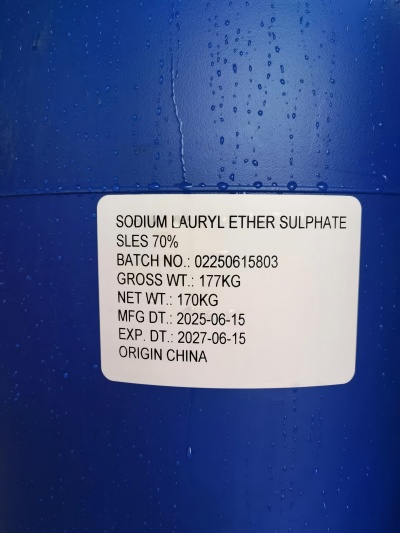 SODIUM LAURYL ETHER SULPHATE
SLES 70%
BATCH NO.: 02250615803
GROSS WT.: 177KG
NET WT.: 170KG
MFG DT.: 2025-06-15
EXP. DT.: 2027-06-15
ORIGIN CHINA